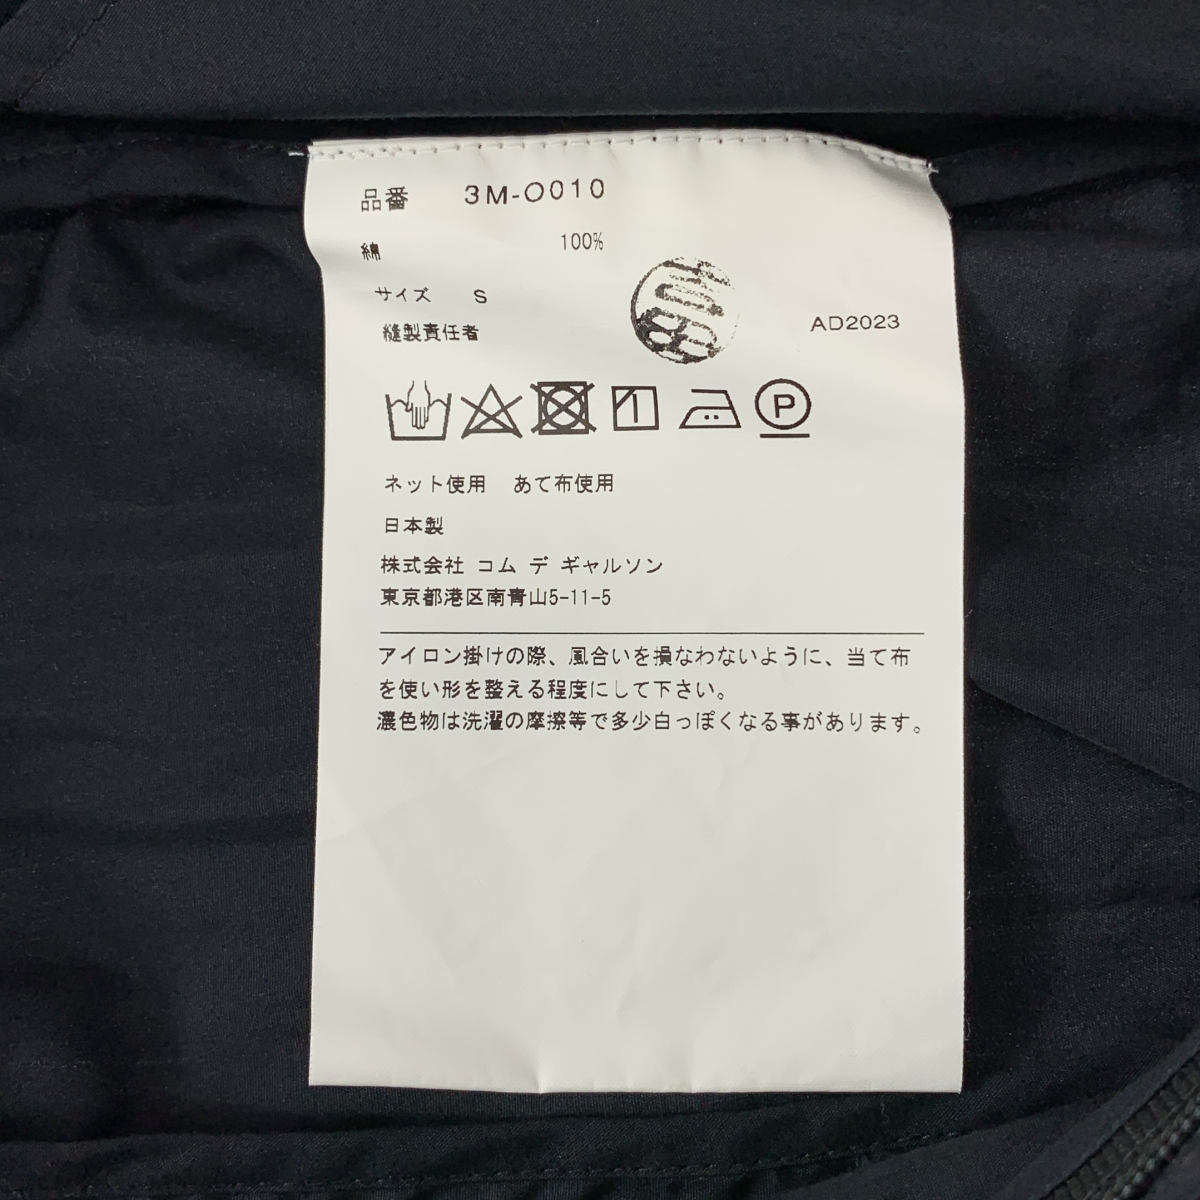 品番 3M-O010
綿 100%
サイズ S
縫製責任者
AD2023
P
ネット使用 あて布使用
日本製
株式会社 コム デ ギャルソン
東京都港区南青山5-11-5
アイロン掛けの際、風合いを損なわないように、当て布
を使い形を整える程度にして下さい。
濃色物は洗濯の摩擦等で多少白っぽくなる事があります。